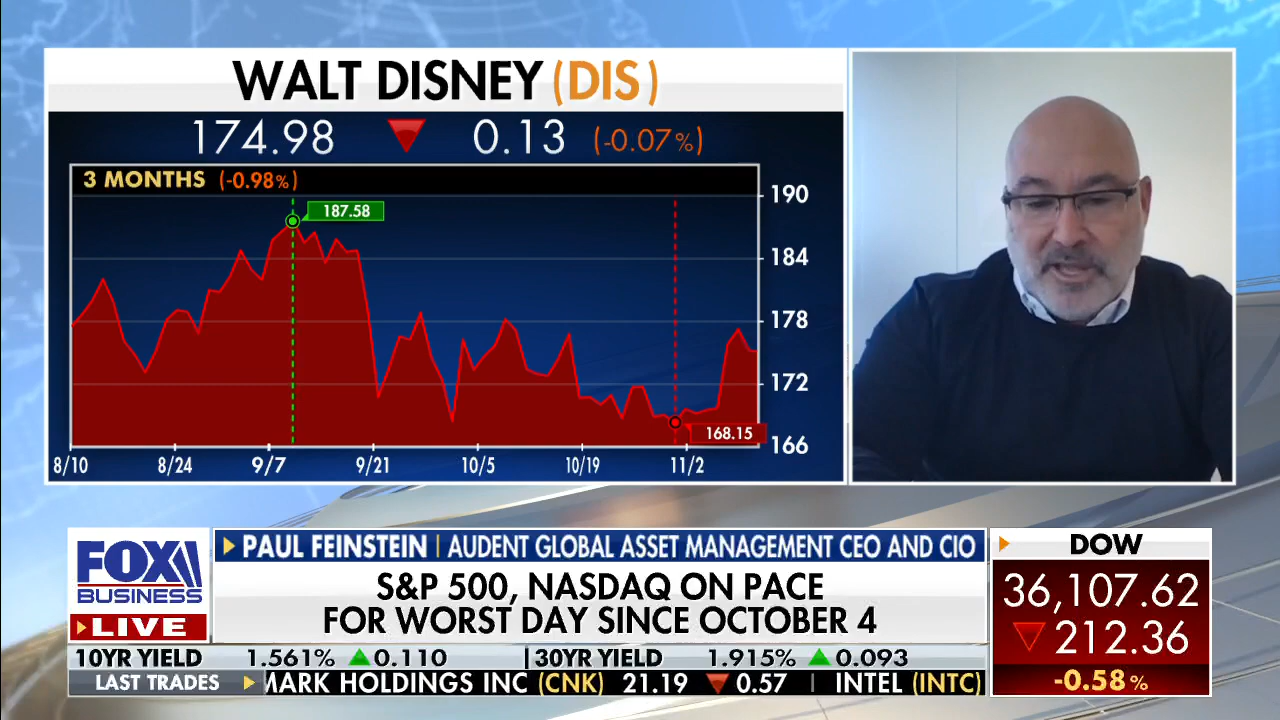 WALT DISNEY (DIS)
174.98 0.13 (-0.07%)
3 MONTHS (-0.98%)
187.58
168.15
190
184
178
172
166
8/10 8/24 9/7 9/21 10/5 10/19 11/2
FOX
BUSINESS
LIVE
PAUL FEINSTEIN | AUDENT GLOBAL ASSET MANAGEMENT CEO AND CIO
S&P 500, NASDAQ ON PACE
FOR WORST DAY SINCE OCTOBER 4
10YR YIELD 1.561% 0.110 | 30YR YIELD 1.915% 0.093
LAST TRADES MARK HOLDINGS INC (CNK) 21.19 0.57 | INTEL (INTC)
DOW
36,107.62
212.36
-0.58%